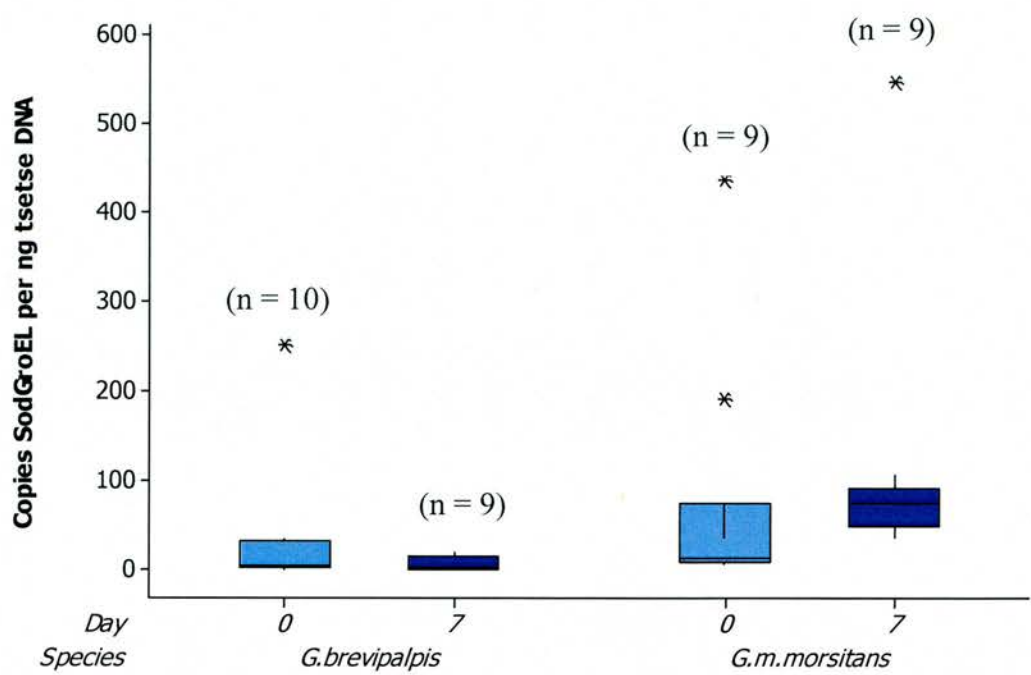 Copies SodGroEL per ng tsetse DNA
600
500
400
300
200
100
0
(n = 10)
(n = 9)
(n = 9)
(n = 9)
Day 0 7 0 7
Species G.brevipalpis G.m.morsitans